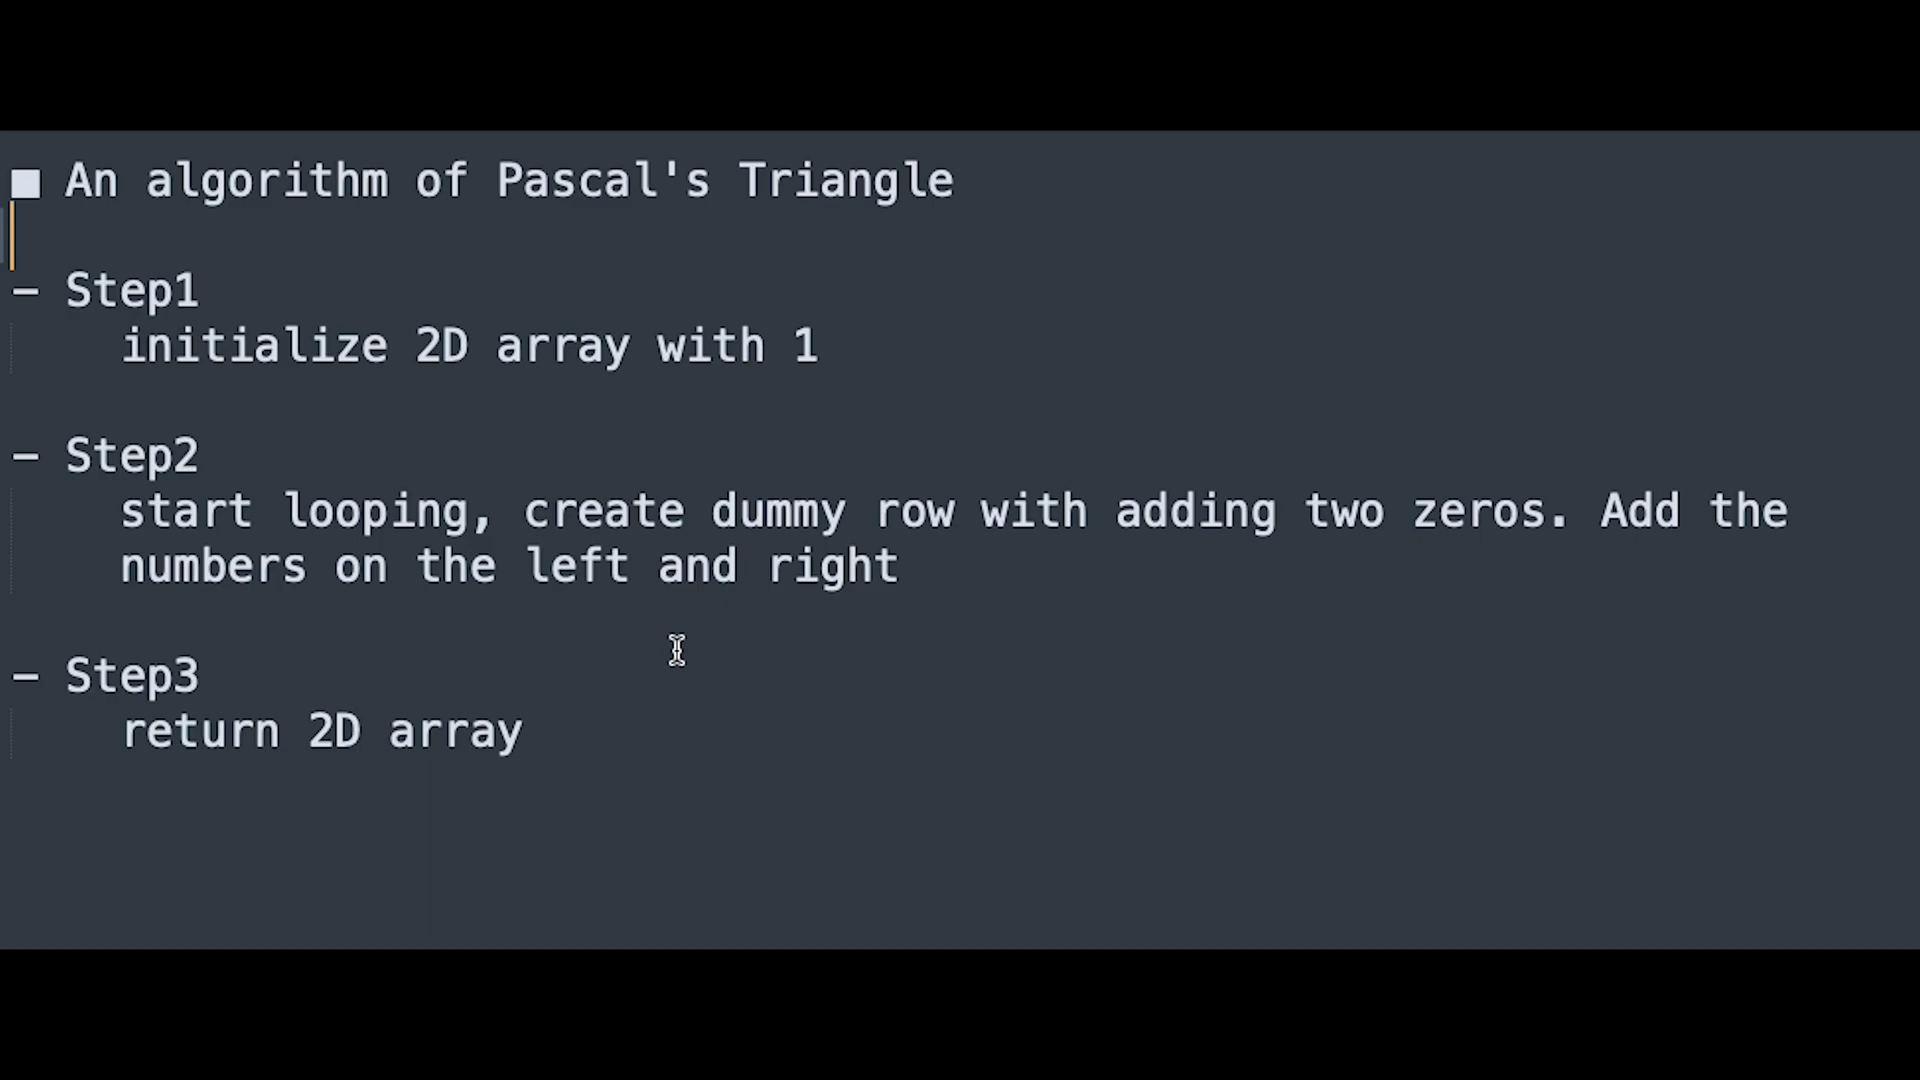 ■ An algorithm of Pascal's Triangle
– Step1
initialize 2D array with 1
– Step2
start looping, create dummy row with adding two zeros. Add the
numbers on the left and right
– Step3
return 2D array